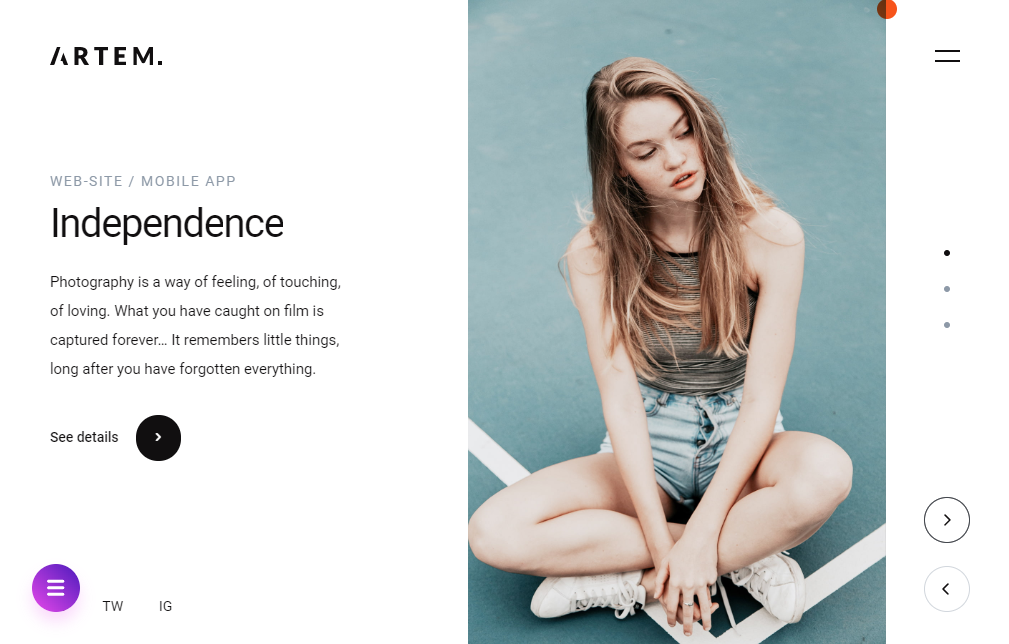 ARTEM.
WEB-SITE / MOBILE APP
Independence
Photography is a way of feeling, of touching,
of loving. What you have caught on film is
captured forever... It remembers little things,
long after you have forgotten everything.
See details
TW IG